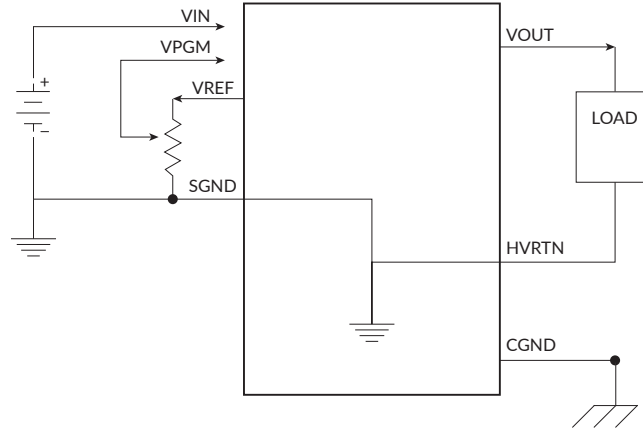 VIN
VPGM
VREF
+
–
SGND
VOUT
LOAD
HVRTN
CGND